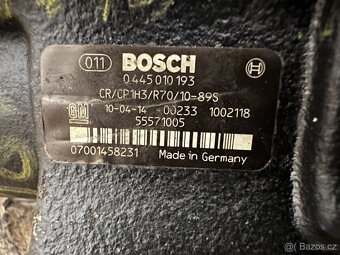 011 BOSCH
0 445 010 193
CR/CP1H3/R70/10-89S
GM 10-04-14 00233 1002118
55571005
07001458231 Made in Germany
sbazos.cz